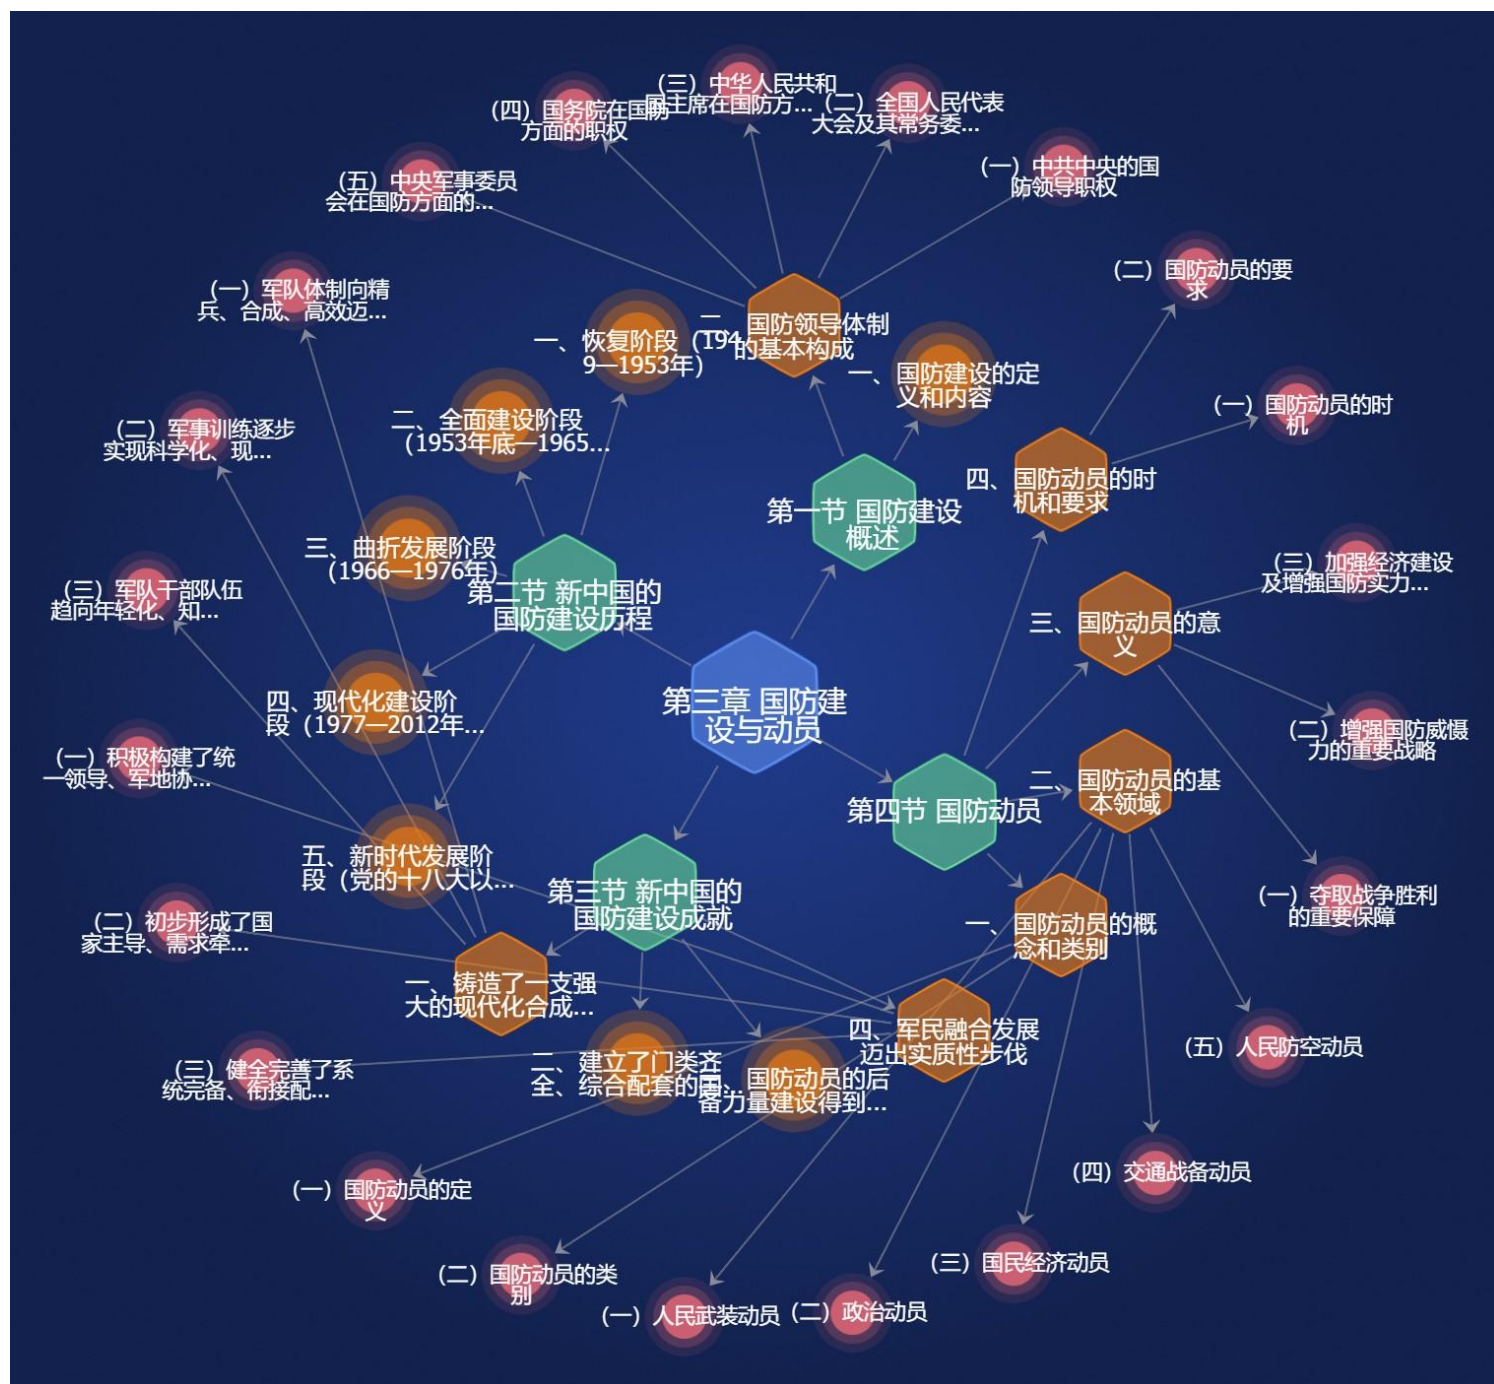 （三）中华人民共和
国主席在国防方...
（二）全国人民代表
大会及其常务委...
（四）国务院在国防
方面的职权
（一）中共中央的国
防领导职权
（五）中央军事委员
会在国防方面的...
（二）国防动员的要
求
（一）军队体制向精
兵、合成、高效迈...
二、国防领导体制
的基本构成
一、恢复阶段（194
9—1953年）
一、国防建设的定
义和内容
（一）国防动员的时
机
二、全面建设阶段
（1953年底—1965...
（二）军事训练逐步
实现科学化、现...
四、国防动员的时
机和要求
第一节 国防建设
概述
三、曲折发展阶段
（1966—1976年）
（三）加强经济建设
及增强国防实力...
第二节 新中国的
国防建设历程
（三）军队干部队伍
趋向年轻化、知...
三、国防动员的意
义
第三章 国防建
设与动员
四、现代化建设阶
段（1977—2012年...
（二）增强国防威慑
力的重要战略
（一）积极构建了统
一领导、军地协...
二、国防动员的基
本领域
第四节 国防动员
五、新时代发展阶
段（党的十八大以...
第三节 新中国的
国防建设成就
（一）夺取战争胜利
的重要保障
（二）初步形成了国
家主导、需求牵...
一、国防动员的概
念和类别
一、铸造了一支强
大的现代化合成...
四、军民融合发展
迈出实质性步伐
（五）人民防空动员
（三）健全完善了系
统完备、衔接配...
二、建立了门类齐
全、综合配套的国...
国防动员的后
备力量建设得到...
（四）交通战备动员
（一）国防动员的定
义
（三）国民经济动员
（二）国防动员的类
别
（一）人民武装动员
（二）政治动员